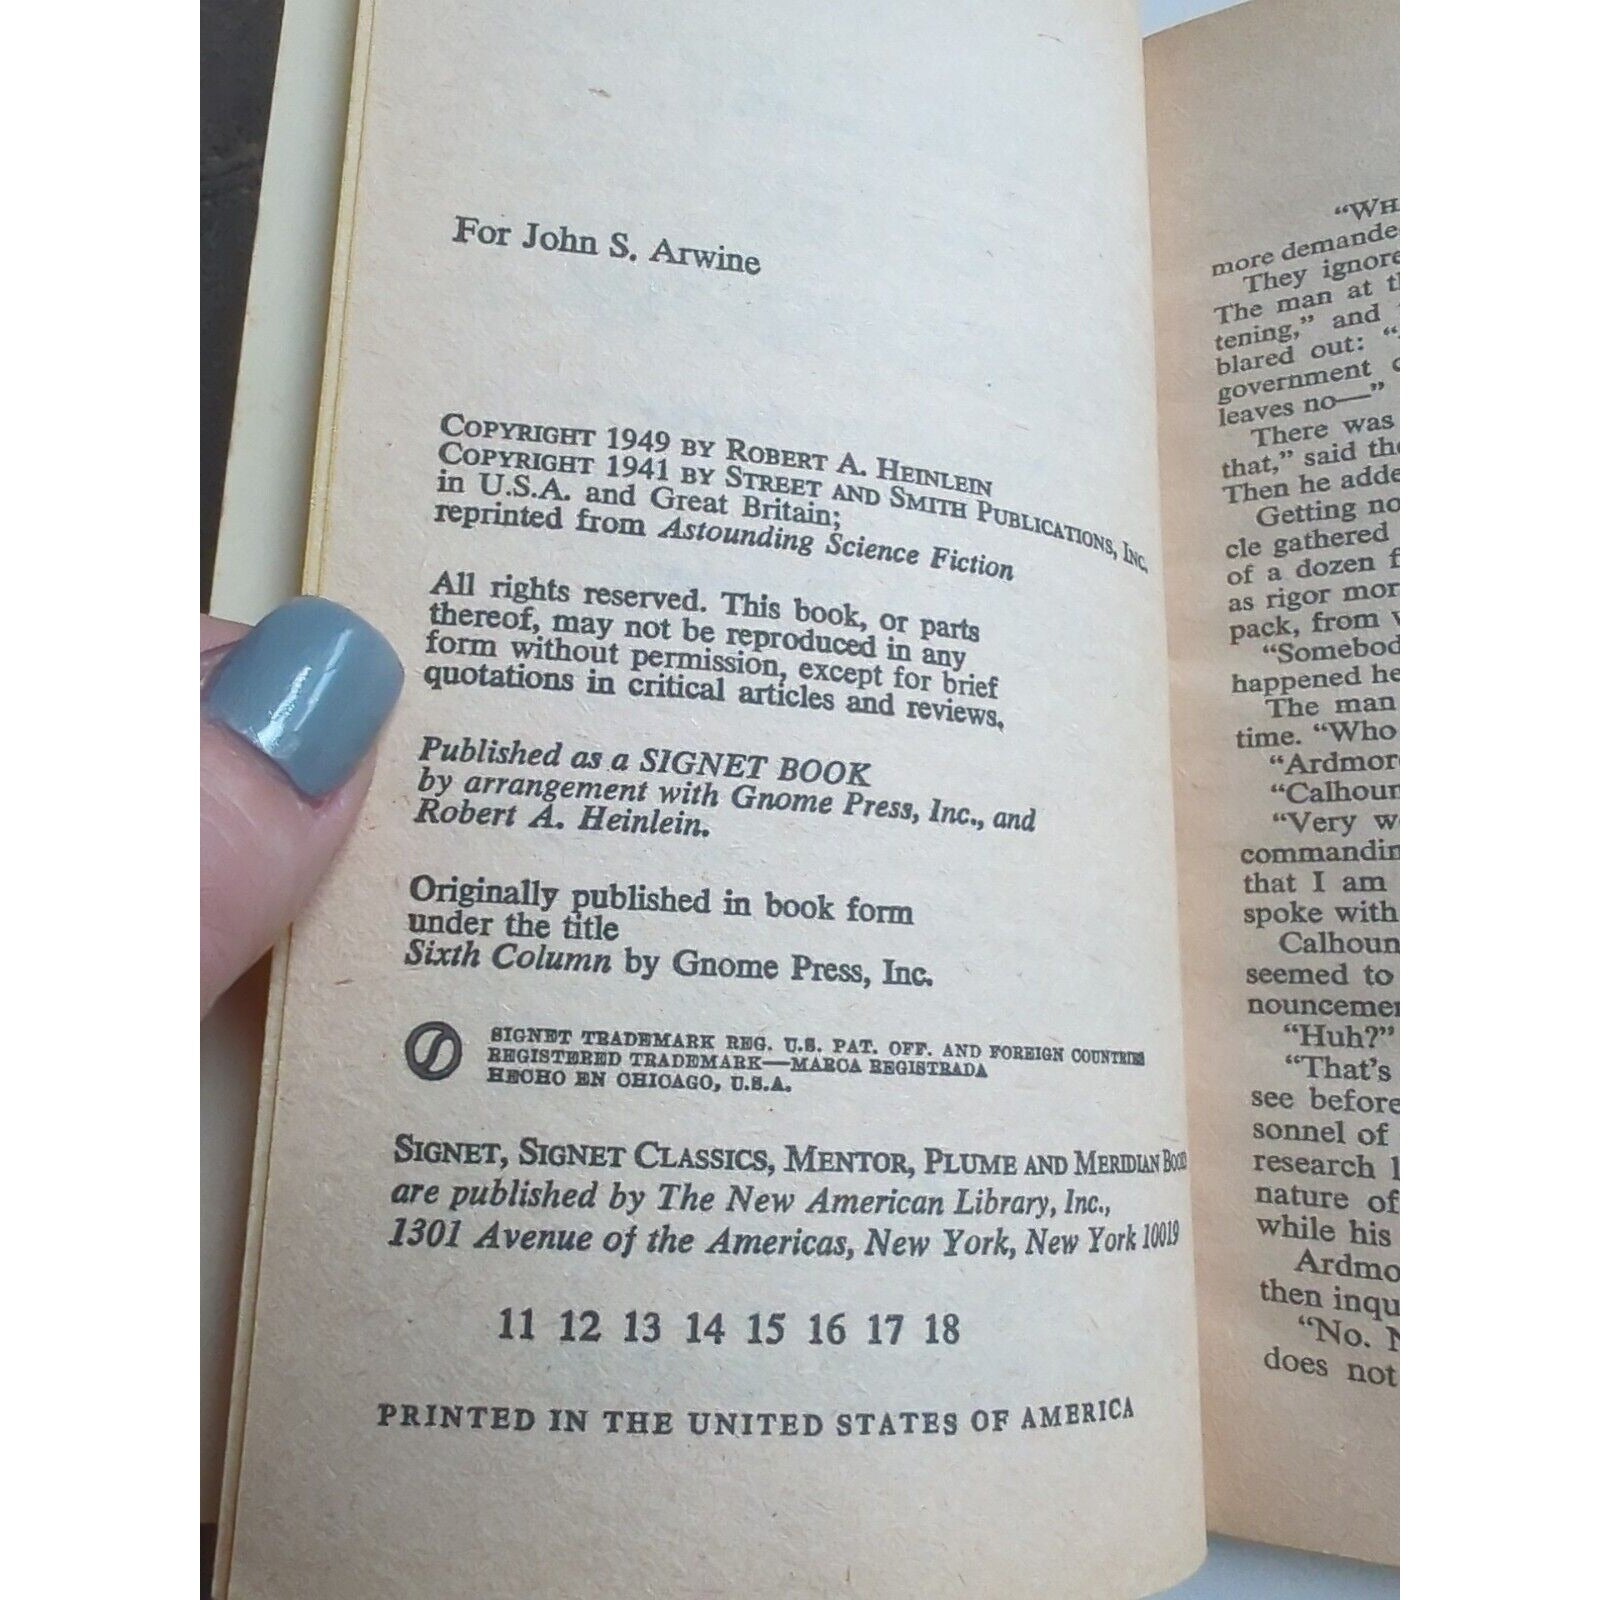 For John S. Arwine
COPYRIGHT 1949 BY ROBERT A. HEINLEIN
COPYRIGHT 1941 BY STREET AND SMITH PUBLICATIONS, INC.
in U.S.A. and Great Britain;
reprinted from Astounding Science Fiction
All rights reserved. This book, or parts
thereof, may not be reproduced in any
form without permission, except for brief
quotations in critical articles and reviews.
Published as a SIGNET BOOK
by arrangement with Gnome Press, Inc., and
Robert A. Heinlein.
Originally published in book form
under the title
Sixth Column by Gnome Press, Inc.
SIGNET TRADEMARK REG. U.S. PAT. OFF. AND FOREIGN COUNTRIES
REGISTERED TRADEMARK—MARCA REGISTRADA
HECHO EN CHICAGO, U.S.A.
SIGNET, SIGNET CLASSICS, MENTOR, PLUME AND MERIDIAN BOOKS
are published by The New American Library, Inc.,
1301 Avenue of the Americas, New York, New York 10019
11 12 13 14 15 16 17 18
PRINTED IN THE UNITED STATES OF AMERICA
"WH
more demande
They ignore
The man at
tening," and
blared out: "
government
leaves no—"
There was
that," said the
Then he adde
Getting no
cle gathered
of a dozen
as rigor mor
pack, from
"Somebod
happened he
The man
time. "Who
"Ardmor
"Calhoun
"Very w
commandin
that I am
spoke with
Calhoun
seemed to
nouncemen
"Huh?"
"That's
see before
sonnel of
research l
nature of
while his
Ardmo
then inqu
"No. N
does not